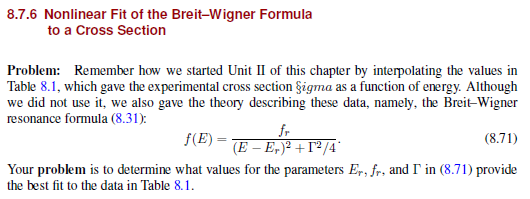 8.7.6 Nonlinear Fit of the Breit–Wigner Formula
to a Cross Section
Problem: Remember how we started Unit II of this chapter by interpolating the values in
Table 8.1, which gave the experimental cross section §igma as a function of energy. Although
we did not use it, we also gave the theory describing these data, namely, the Breit–Wigner
resonance formula (8.31):
f(E) = f_r / ((E − E_r)² + Γ²/4). (8.71)
Your problem is to determine what values for the parameters E_r, f_r, and Γ in (8.71) provide
the best fit to the data in Table 8.1.